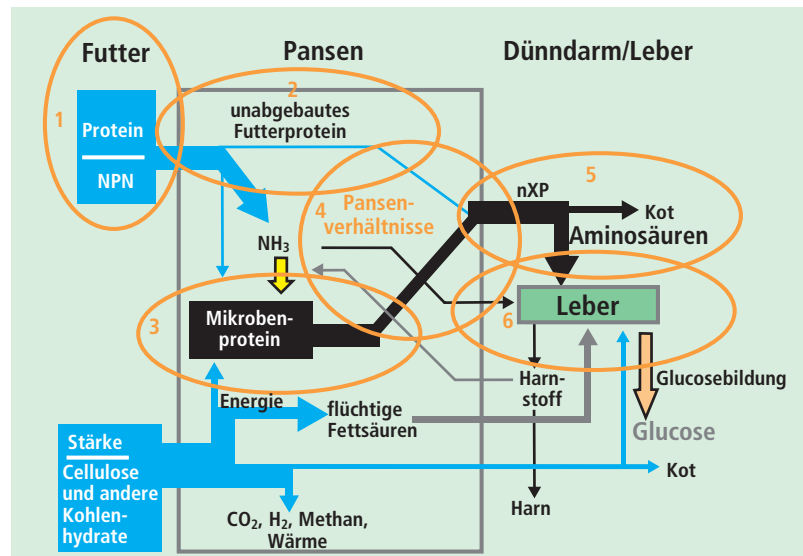 Futter
Pansen
Dünndarm/Leber
1
Protein
NPN
2
unabgebautes
Futterprotein
4
Pansen-
verhältnisse
nXP
5
Kot
Aminosäuren
NH₃
3
Mikroben-
protein
6
Leber
Energie
flüchtige
Fettsäuren
Harn-
stoff
Glucosebildung
Glucose
Stärke
Cellulose
und andere
Kohlen-
hydrate
Kot
CO₂, H₂, Methan,
Wärme
Harn